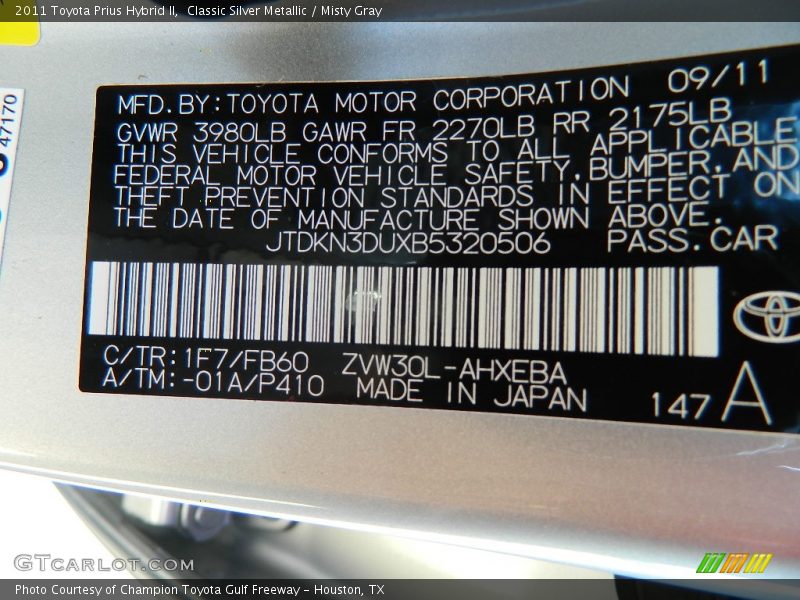 2011 Toyota Prius Hybrid II,  Classic Silver Metallic / Misty Gray
47170
MFD. BY: TOYOTA MOTOR CORPORATION 09/11
GVWR 3980LB GAWR FR 2270LB RR 2175LB
THIS VEHICLE CONFORMS TO ALL APPLICABLE
FEDERAL MOTOR VEHICLE SAFETY, BUMPER, AND
THEFT PREVENTION STANDARDS IN EFFECT ON
THE DATE OF MANUFACTURE SHOWN ABOVE.
JTDKN3DUXB5320506 PASS. CAR
C/TR: 1F7/FB60 ZVW30L-AHXEBA
A/TM: -01A/P410 MADE IN JAPAN 147 A
GTCARLOT.COM
Photo Courtesy of Champion Toyota Gulf Freeway - Houston, TX